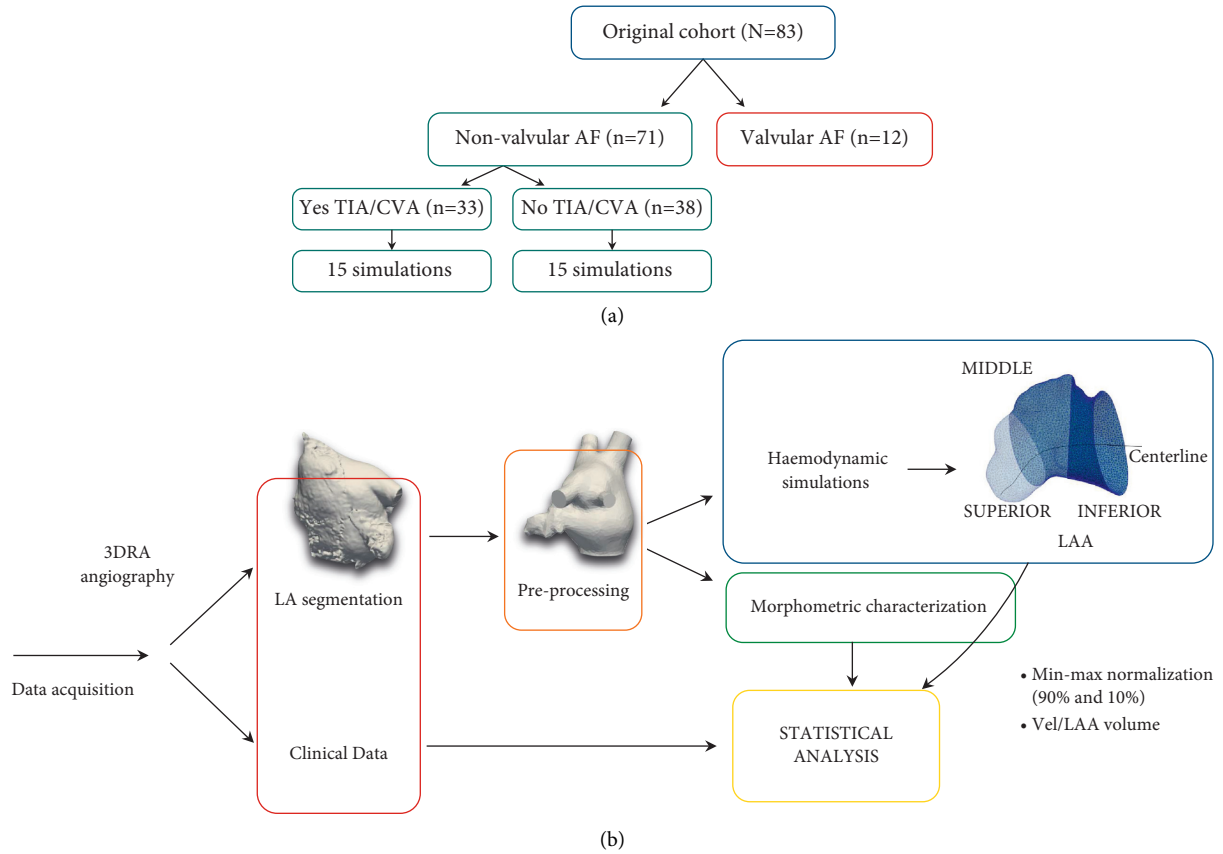 Original cohort (N=83)
Non-valvular AF (n=71)
Valvular AF (n=12)
Yes TIA/CVA (n=33)
No TIA/CVA (n=38)
15 simulations
15 simulations
(a)
MIDDLE
Haemodynamic
simulations
Centerline
SUPERIOR
INFERIOR
LAA
3DRA
angiography
LA segmentation
Pre-processing
Morphometric characterization
Data acquisition
• Min-max normalization
(90% and 10%)
• Vel/LAA volume
Clinical Data
STATISTICAL
ANALYSIS
(b)